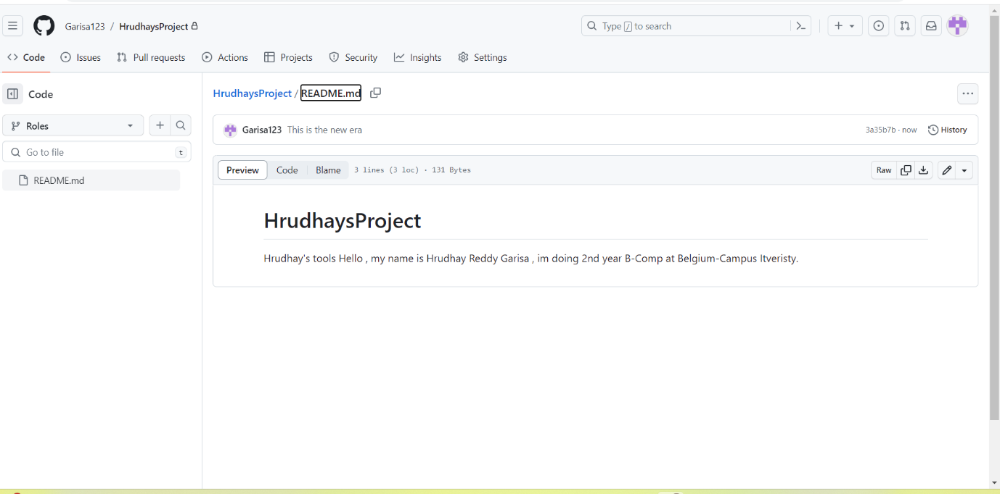 Garisa123 / HrudhaysProject
Type / to search
Code Issues Pull requests Actions Projects Security Insights Settings
Code
Roles
Go to file t
README.md
HrudhaysProject / README.md
Garisa123 This is the new era 3a35b7b · now History
Preview Code Blame 3 lines (3 loc) · 131 Bytes Raw
HrudhaysProject
Hrudhay's tools Hello , my name is Hrudhay Reddy Garisa , im doing 2nd year B-Comp at Belgium-Campus Itveristy.